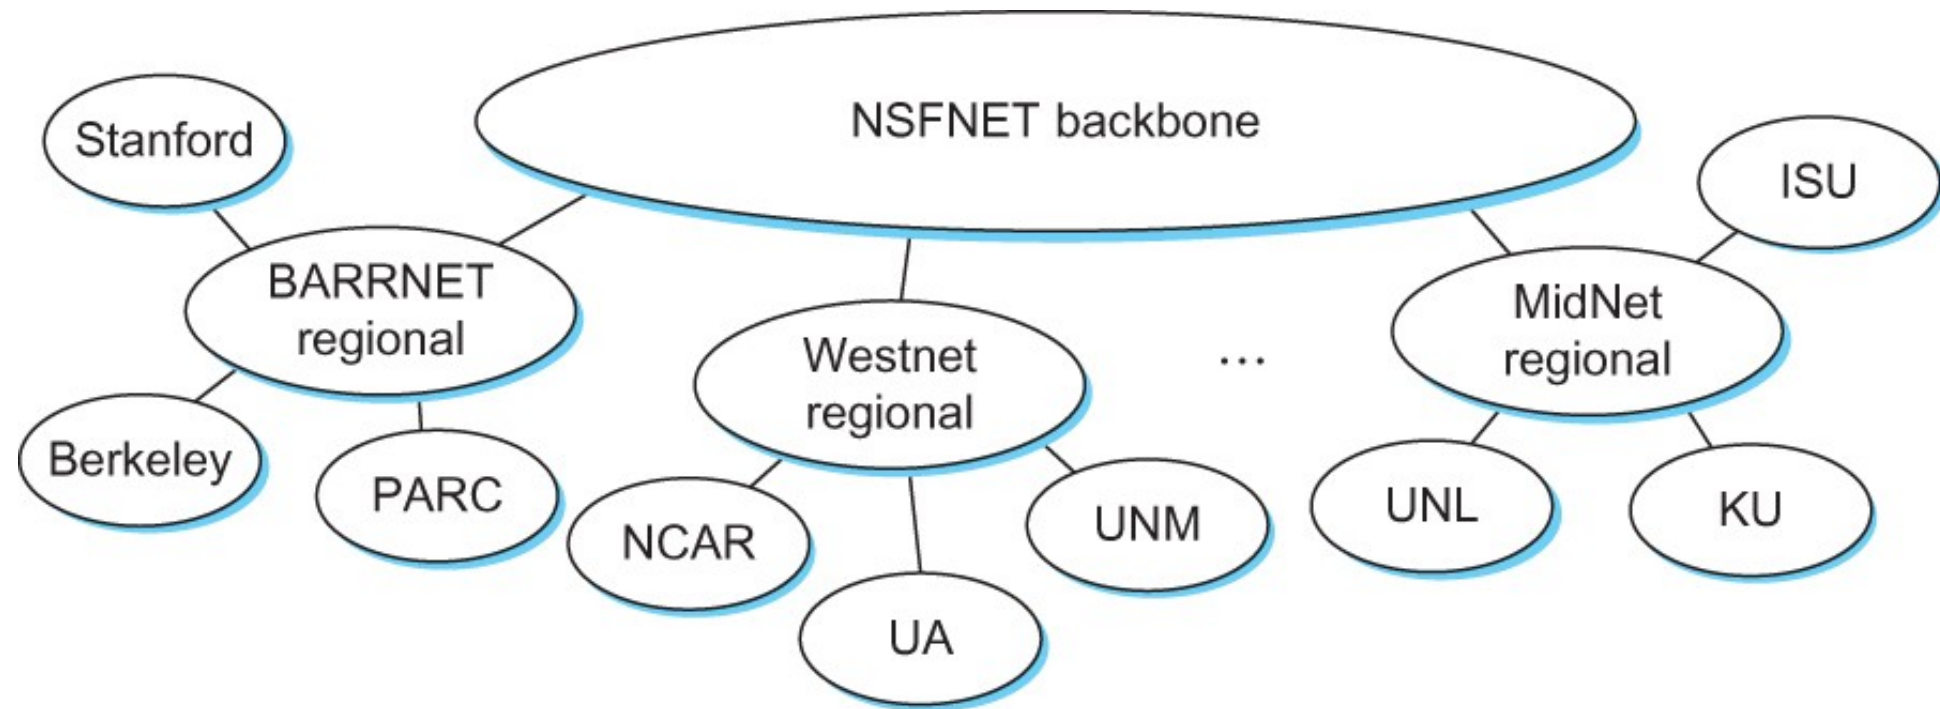 NSFNET backbone
Stanford
ISU
BARRNET
regional
MidNet
regional
Westnet
regional
...
Berkeley
PARC
NCAR
UNM
UNL
KU
UA